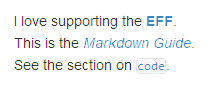 I love supporting the EFF.
This is the Markdown Guide.
See the section on code.